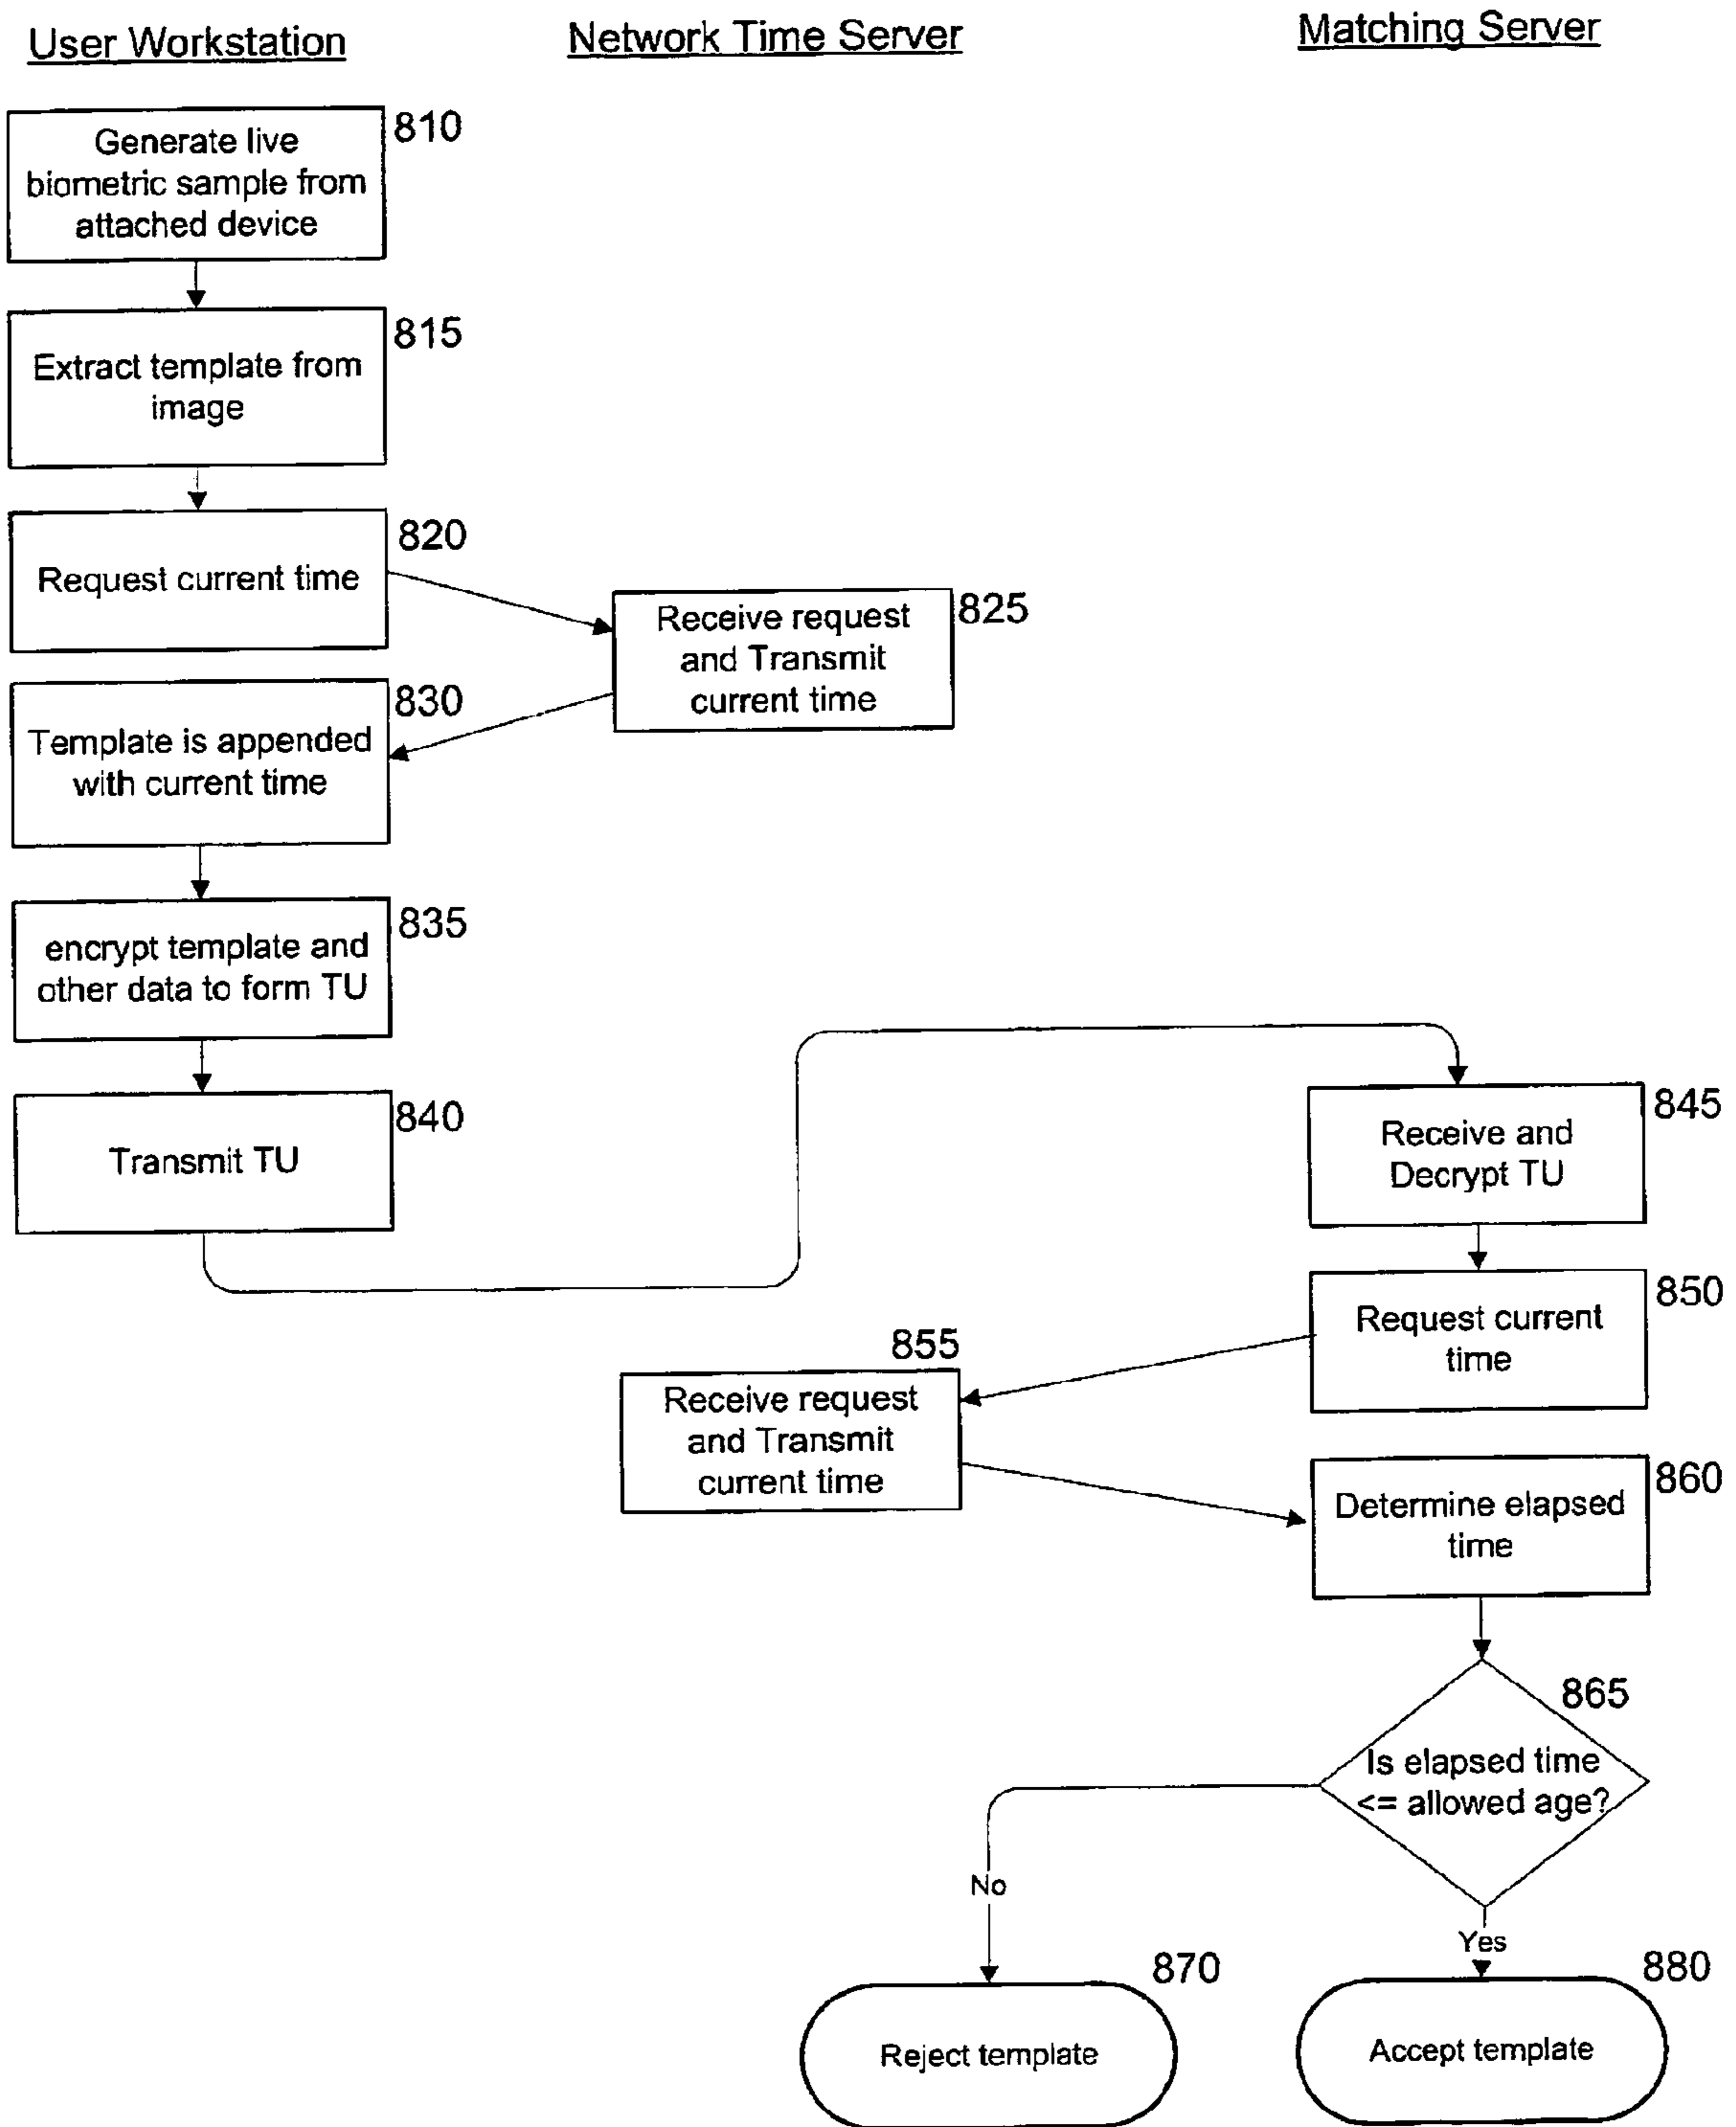 User Workstation
Network Time Server
Matching Server
810
Generate live
biometric sample from
attached device
815
Extract template from
image
820
Request current time
825
Receive request
and Transmit
current time
830
Template is appended
with current time
835
encrypt template and
other data to form TU
840
Transmit TU
845
Receive and
Decrypt TU
850
Request current
time
855
Receive request
and Transmit
current time
860
Determine elapsed
time
865
Is elapsed time
<= allowed age?
No
Yes
870
Reject template
880
Accept template